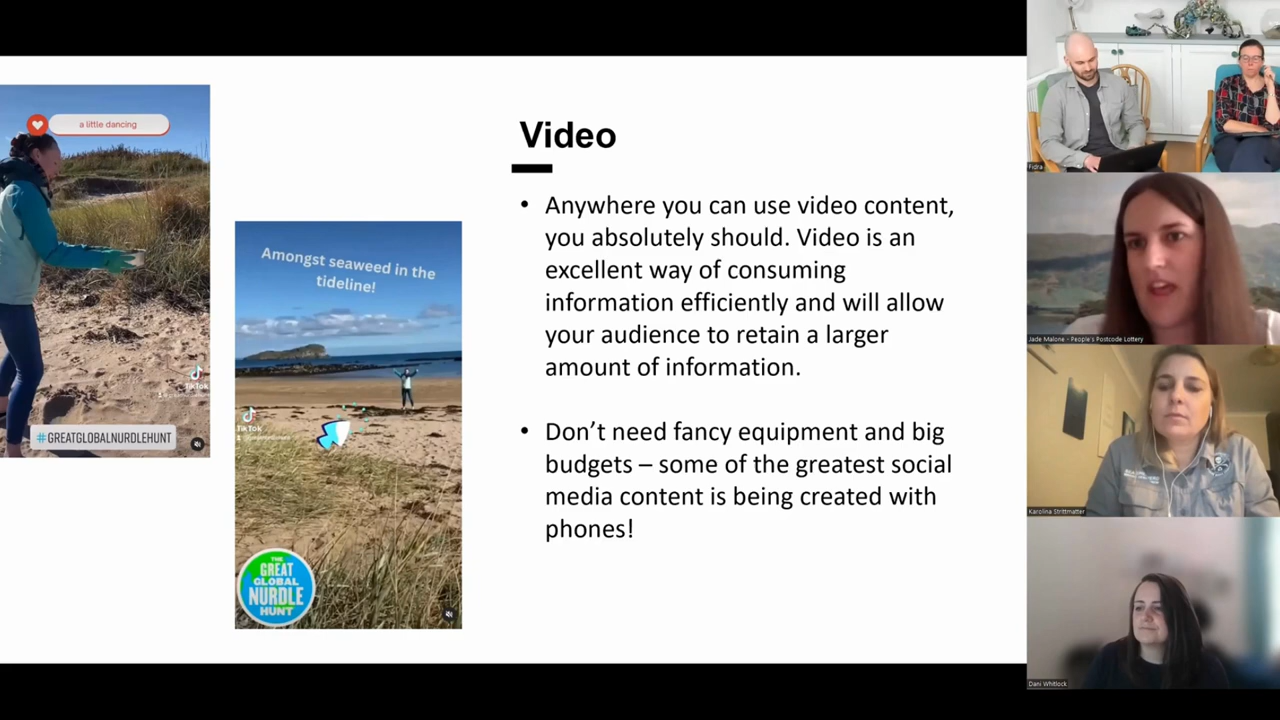 a little dancing
TikTok
#GREATGLOBALNURDLEHUNT
Amongst seaweed in the
tideline!
TikTok
THE
GREAT
GLOBAL
NURDLE
HUNT
Video
• Anywhere you can use video content,
you absolutely should. Video is an
excellent way of consuming
information efficiently and will allow
your audience to retain a larger
amount of information.
• Don’t need fancy equipment and big
budgets – some of the greatest social
media content is being created with
phones!
Fidra
Jade Malone - People's Postcode Lottery
Karolina Strittmatter
Dani Whitlock